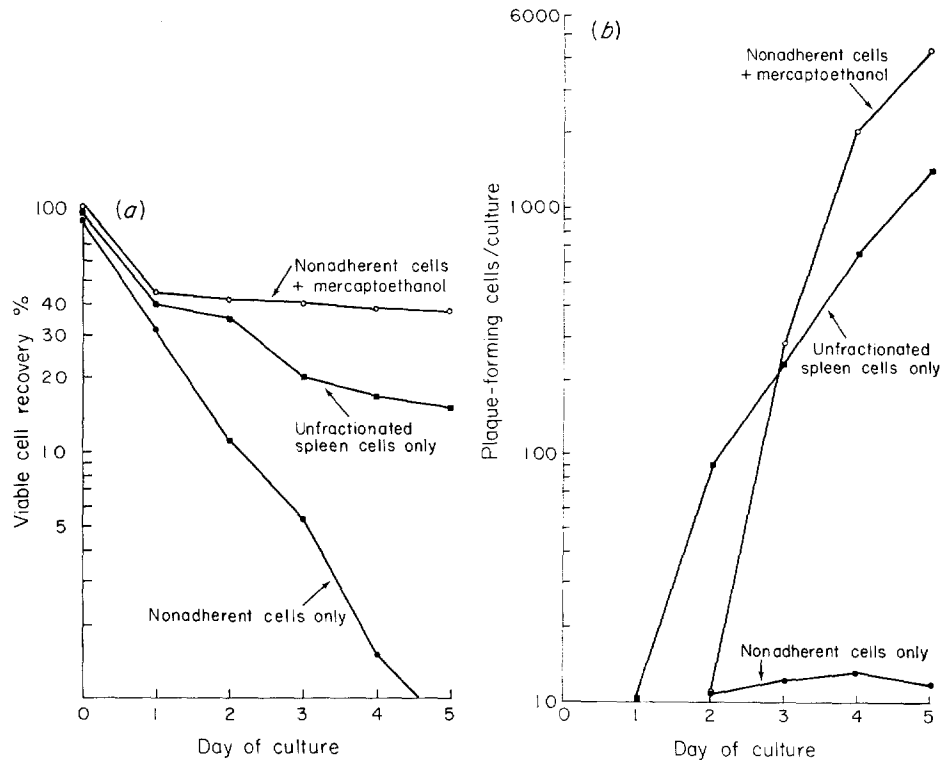 (a)
100
40
30
20
10
5
Viable cell recovery %
Nonadherent cells
+ mercaptoethanol
Unfractionated
spleen cells only
Nonadherent cells only
0 1 2 3 4 5
Day of culture
(b)
6000
1000
100
10
Plaque-forming cells/culture
Nonadherent cells
+ mercaptoethanol
Unfractionated
spleen cells only
Nonadherent cells only
0 1 2 3 4 5
Day of culture